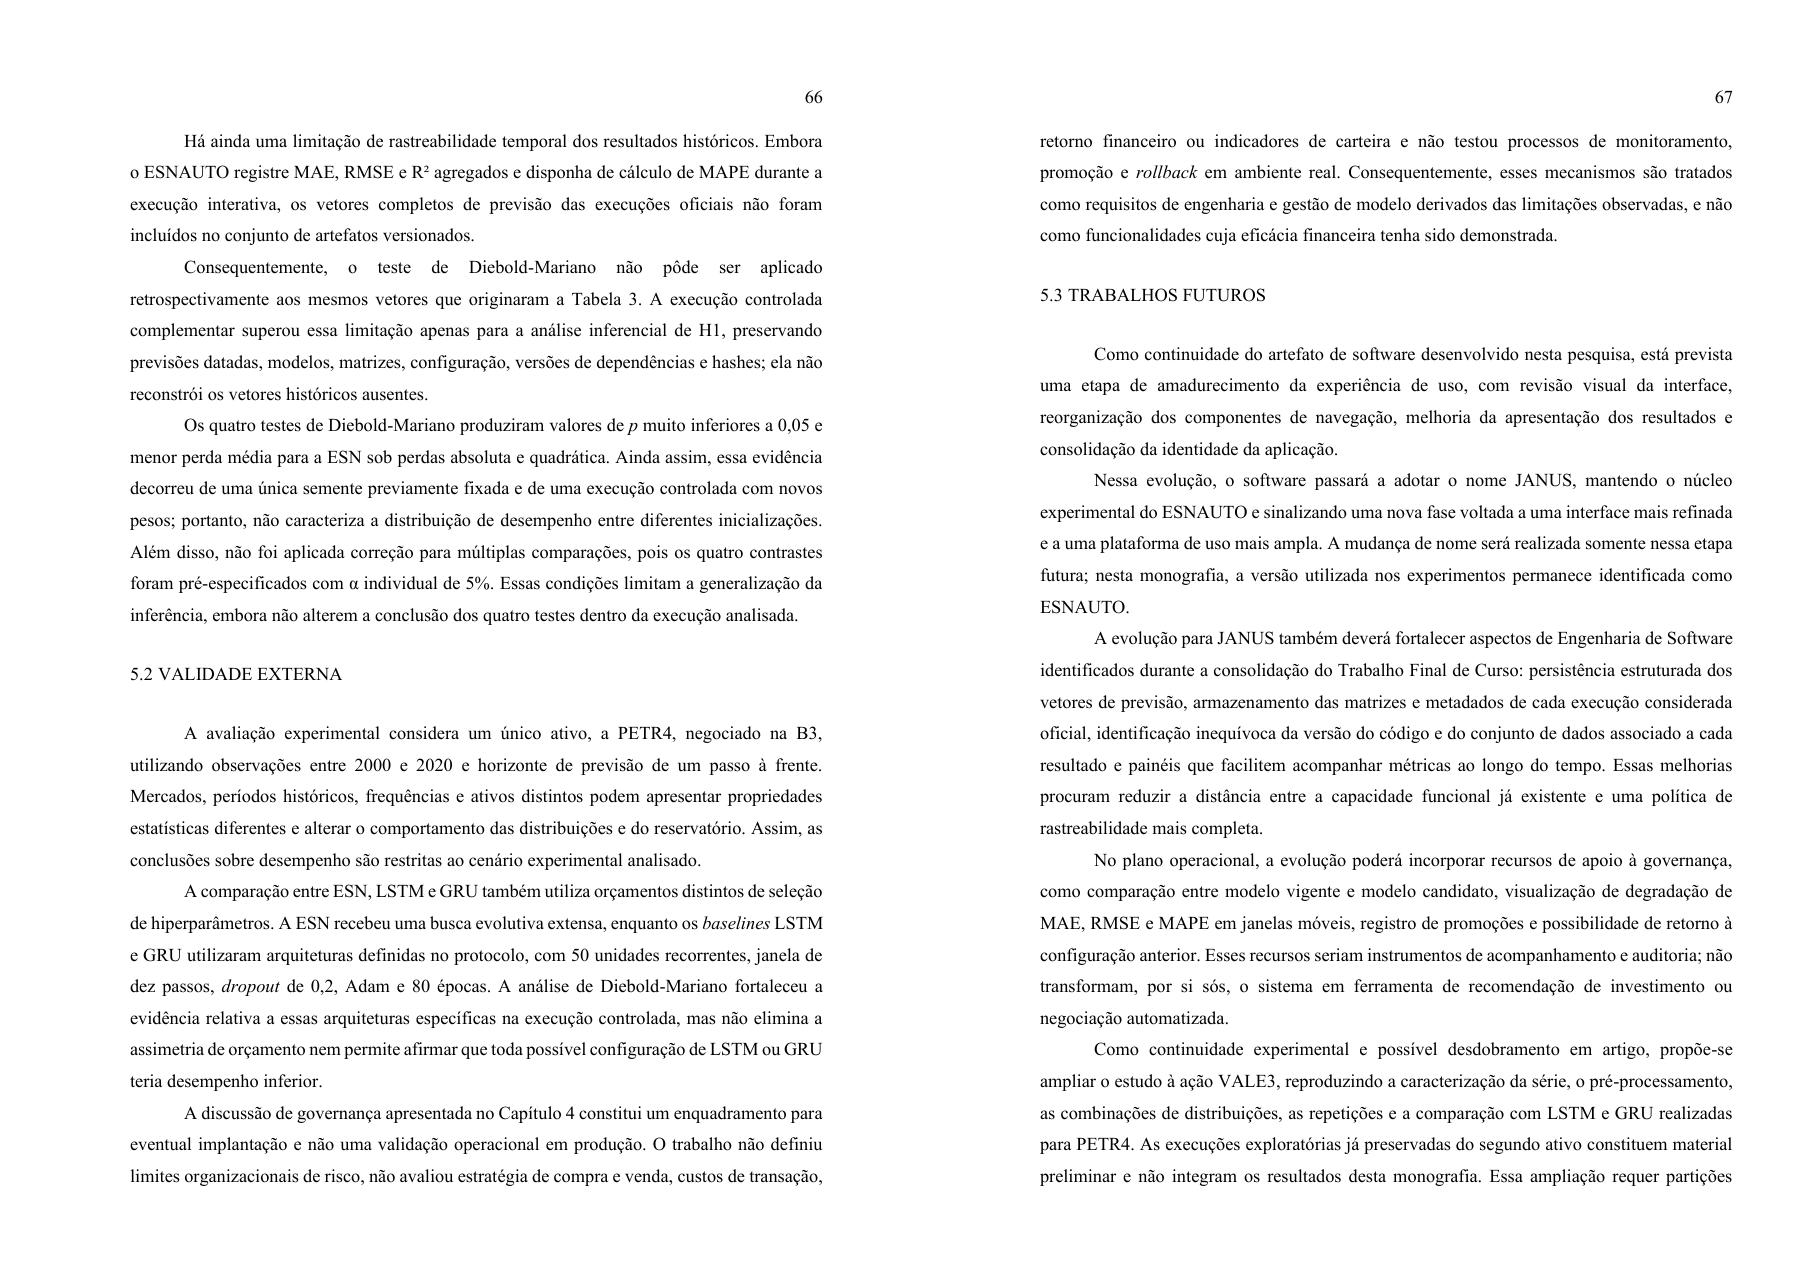 66
Há ainda uma limitação de rastreabilidade temporal dos resultados históricos. Embora
o ESNAUTO registre MAE, RMSE e R² agregados e disponha de cálculo de MAPE durante a
execução interativa, os vetores completos de previsão das execuções oficiais não foram
incluídos no conjunto de artefatos versionados.
Consequentemente, o teste de Diebold-Mariano não pôde ser aplicado
retrospectivamente aos mesmos vetores que originaram a Tabela 3. A execução controlada
complementar superou essa limitação apenas para a análise inferencial de H1, preservando
previsões datadas, modelos, matrizes, configuração, versões de dependências e hashes; ela não
reconstrói os vetores históricos ausentes.
Os quatro testes de Diebold-Mariano produziram valores de p muito inferiores a 0,05 e
menor perda média para a ESN sob perdas absoluta e quadrática. Ainda assim, essa evidência
decorreu de uma única semente previamente fixada e de uma execução controlada com novos
pesos; portanto, não caracteriza a distribuição de desempenho entre diferentes inicializações.
Além disso, não foi aplicada correção para múltiplas comparações, pois os quatro contrastes
foram pré-especificados com α individual de 5%. Essas condições limitam a generalização da
inferência, embora não alterem a conclusão dos quatro testes dentro da execução analisada.
5.2 VALIDADE EXTERNA
A avaliação experimental considera um único ativo, a PETR4, negociado na B3,
utilizando observações entre 2000 e 2020 e horizonte de previsão de um passo à frente.
Mercados, períodos históricos, frequências e ativos distintos podem apresentar propriedades
estatísticas diferentes e alterar o comportamento das distribuições e do reservatório. Assim, as
conclusões sobre desempenho são restritas ao cenário experimental analisado.
A comparação entre ESN, LSTM e GRU também utiliza orçamentos distintos de seleção
de hiperparâmetros. A ESN recebeu uma busca evolutiva extensa, enquanto os baselines LSTM
e GRU utilizaram arquiteturas definidas no protocolo, com 50 unidades recorrentes, janela de
dez passos, dropout de 0,2, Adam e 80 épocas. A análise de Diebold-Mariano fortaleceu a
evidência relativa a essas arquiteturas específicas na execução controlada, mas não elimina a
assimetria de orçamento nem permite afirmar que toda possível configuração de LSTM ou GRU
teria desempenho inferior.
A discussão de governança apresentada no Capítulo 4 constitui um enquadramento para
eventual implantação e não uma validação operacional em produção. O trabalho não definiu
limites organizacionais de risco, não avaliou estratégia de compra e venda, custos de transação,
67
retorno financeiro ou indicadores de carteira e não testou processos de monitoramento,
promoção e rollback em ambiente real. Consequentemente, esses mecanismos são tratados
como requisitos de engenharia e gestão de modelo derivados das limitações observadas, e não
como funcionalidades cuja eficácia financeira tenha sido demonstrada.
5.3 TRABALHOS FUTUROS
Como continuidade do artefato de software desenvolvido nesta pesquisa, está prevista
uma etapa de amadurecimento da experiência de uso, com revisão visual da interface,
reorganização dos componentes de navegação, melhoria da apresentação dos resultados e
consolidação da identidade da aplicação.
Nessa evolução, o software passará a adotar o nome JANUS, mantendo o núcleo
experimental do ESNAUTO e sinalizando uma nova fase voltada a uma interface mais refinada
e a uma plataforma de uso mais ampla. A mudança de nome será realizada somente nessa etapa
futura; nesta monografia, a versão utilizada nos experimentos permanece identificada como
ESNAUTO.
A evolução para JANUS também deverá fortalecer aspectos de Engenharia de Software
identificados durante a consolidação do Trabalho Final de Curso: persistência estruturada dos
vetores de previsão, armazenamento das matrizes e metadados de cada execução considerada
oficial, identificação inequívoca da versão do código e do conjunto de dados associado a cada
resultado e painéis que facilitem acompanhar métricas ao longo do tempo. Essas melhorias
procuram reduzir a distância entre a capacidade funcional já existente e uma política de
rastreabilidade mais completa.
No plano operacional, a evolução poderá incorporar recursos de apoio à governança,
como comparação entre modelo vigente e modelo candidato, visualização de degradação de
MAE, RMSE e MAPE em janelas móveis, registro de promoções e possibilidade de retorno à
configuração anterior. Esses recursos seriam instrumentos de acompanhamento e auditoria; não
transformam, por si sós, o sistema em ferramenta de recomendação de investimento ou
negociação automatizada.
Como continuidade experimental e possível desdobramento em artigo, propõe-se
ampliar o estudo à ação VALE3, reproduzindo a caracterização da série, o pré-processamento,
as combinações de distribuições, as repetições e a comparação com LSTM e GRU realizadas
para PETR4. As execuções exploratórias já preservadas do segundo ativo constituem material
preliminar e não integram os resultados desta monografia. Essa ampliação requer partições